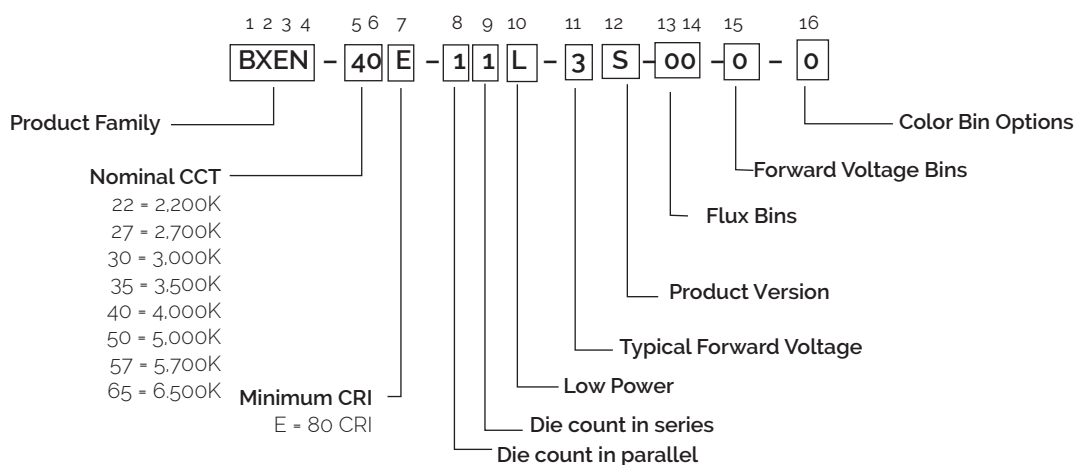 1 2 3 4 5 6 7 8 9 10 11 12 13 14 15 16
BXEN – 40 E – 1 1 L – 3 S – 00 – 0 – 0
Product Family
Color Bin Options
Nominal CCT
22 = 2,200K
27 = 2,700K
30 = 3,000K
35 = 3,500K
40 = 4,000K
50 = 5,000K
57 = 5,700K
65 = 6,500K
Forward Voltage Bins
Flux Bins
Product Version
Typical Forward Voltage
Low Power
Minimum CRI
E = 80 CRI
Die count in series
Die count in parallel